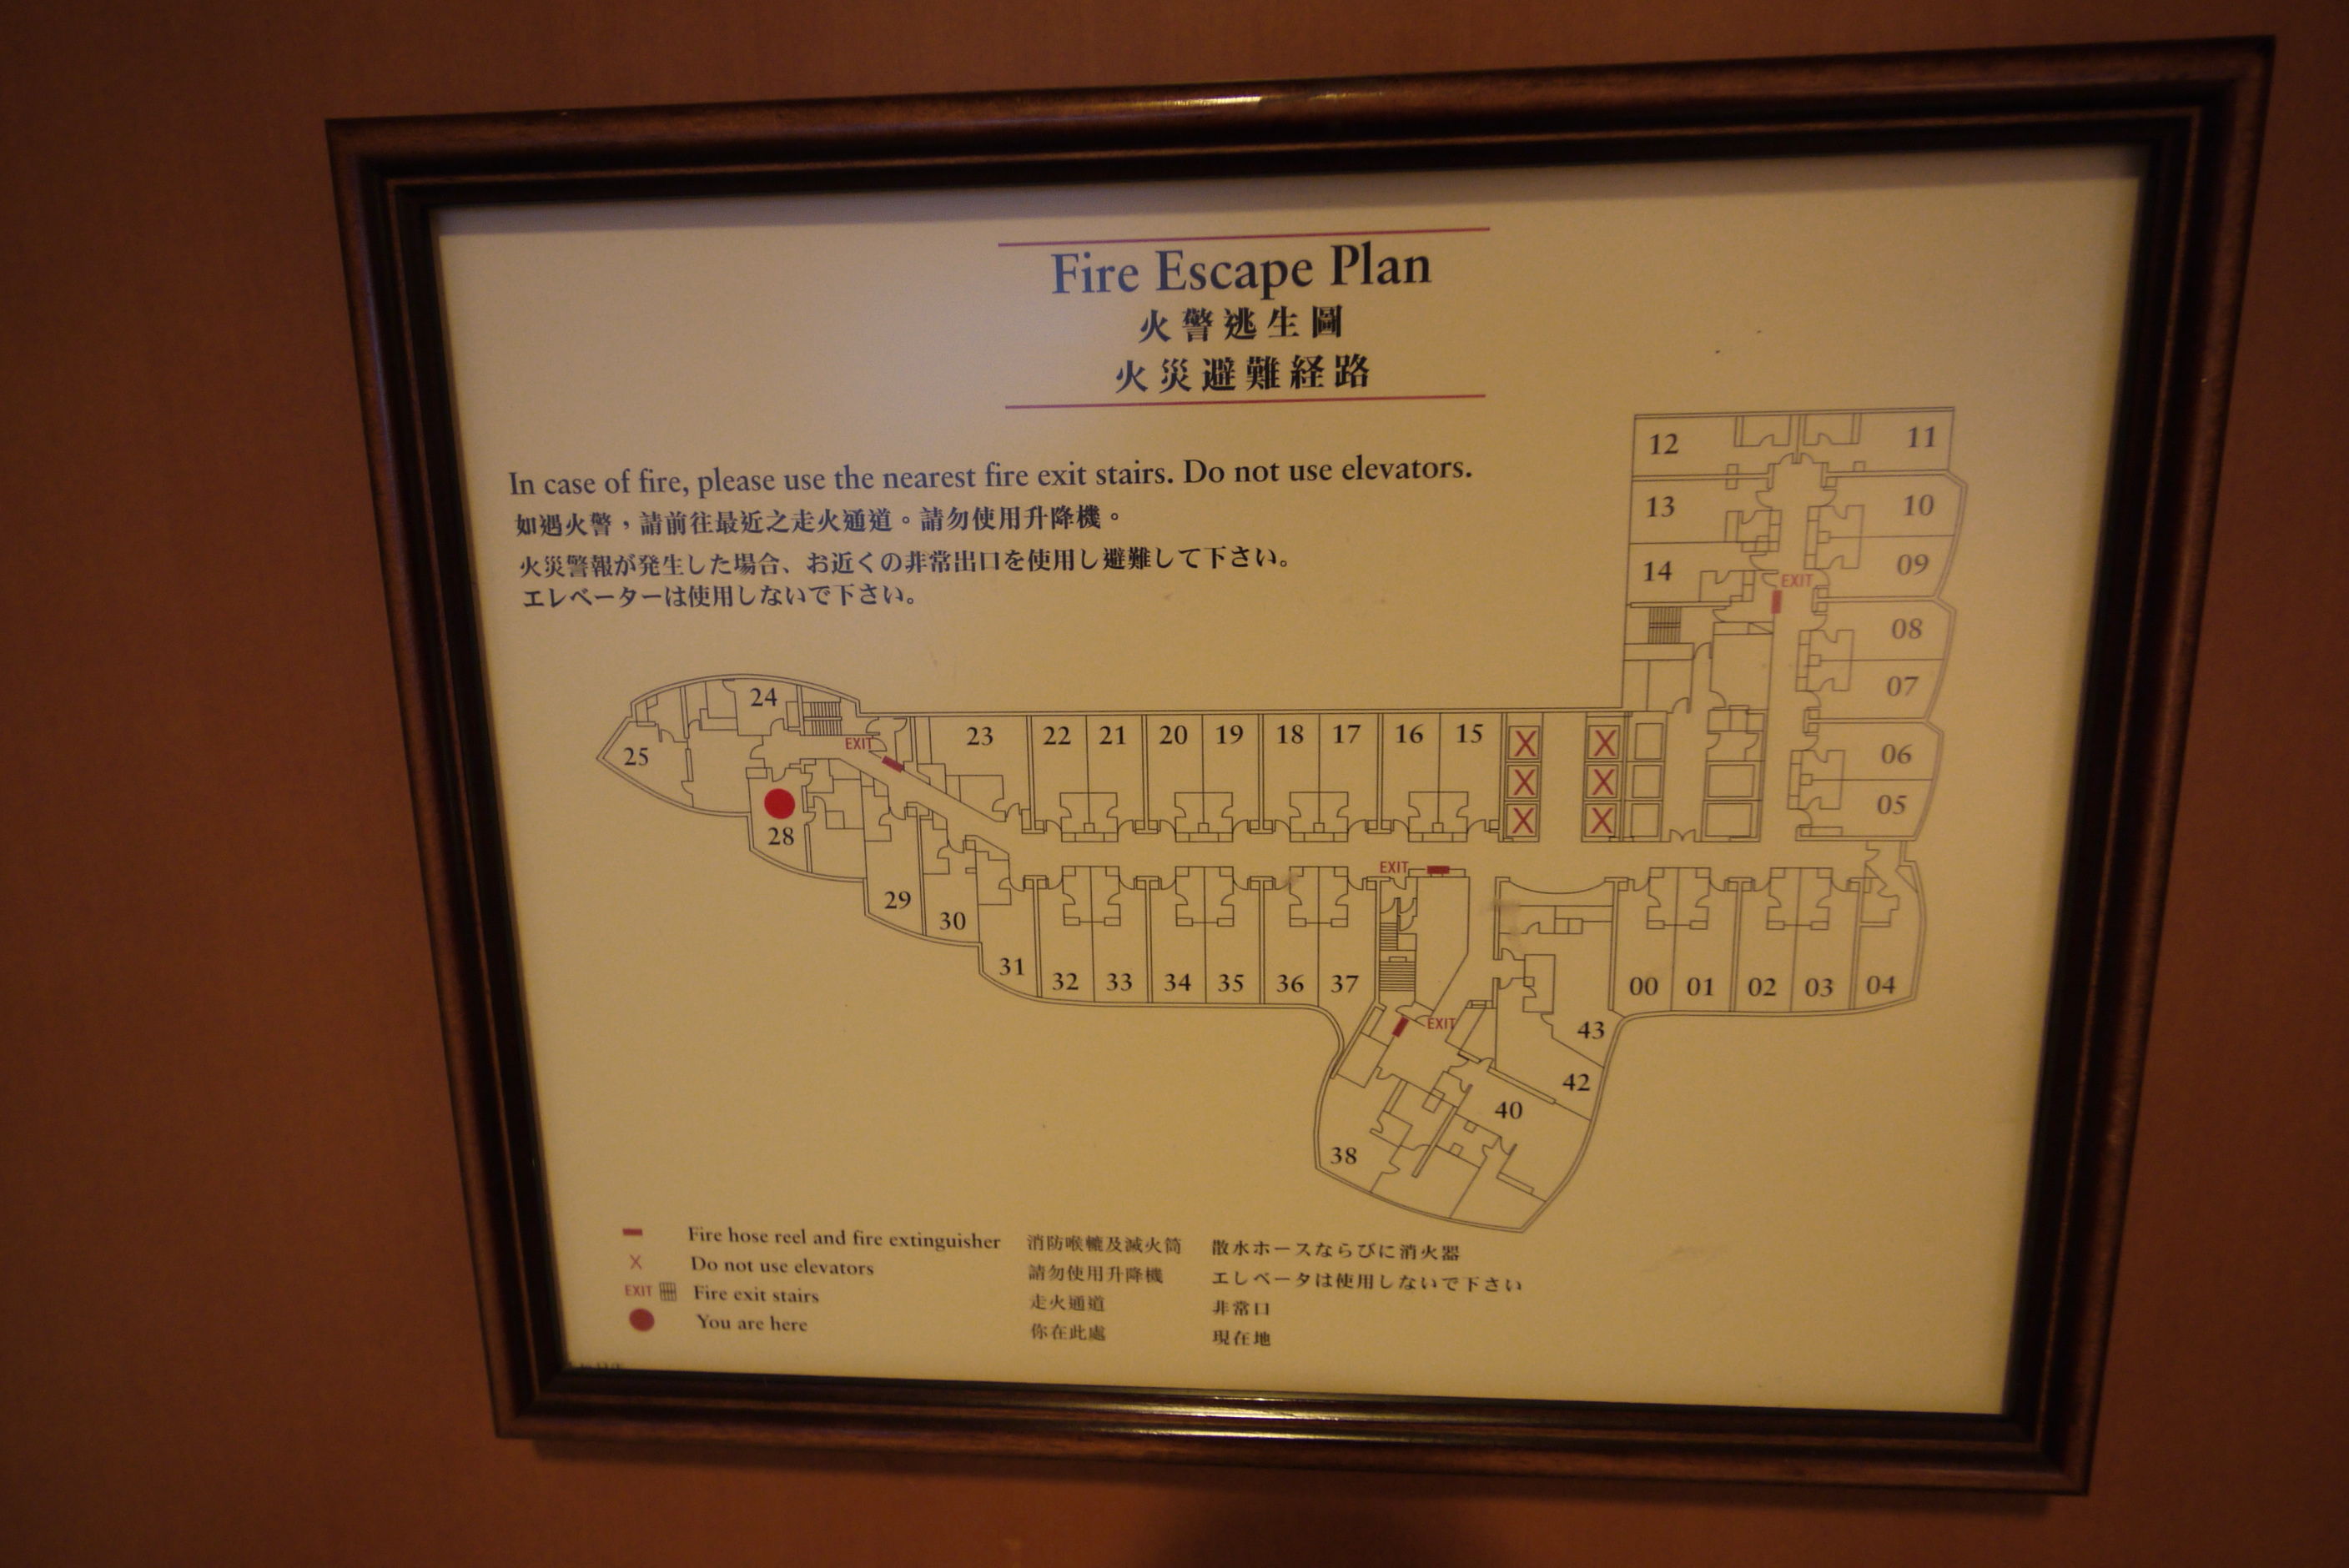 Fire Escape Plan
火警逃生圖
火災避難経路
In case of fire, please use the nearest fire exit stairs. Do not use elevators.
如遇火警，請前往最近之走火通道。請勿使用升降機。
火災警報が発生した場合、お近くの非常出口を使用し避難して下さい。
エレベーターは使用しないで下さい。
12 11
13 10
14 09
EXIT
08
07
06
05
24
25
EXIT
23 22 21 20 19 18 17 16 15
X X
X X
X X
28
29
30
31 32 33 34 35 36 37
EXIT
EXIT
00 01 02 03 04
43
42
40
38
Fire hose reel and fire extinguisher 消防喉轆及滅火筒 散水ホースならびに消火器
X Do not use elevators 請勿使用升降機 エレベータは使用しないで下さい
EXIT Fire exit stairs 走火通道 非常口
You are here 你在此處 現在地